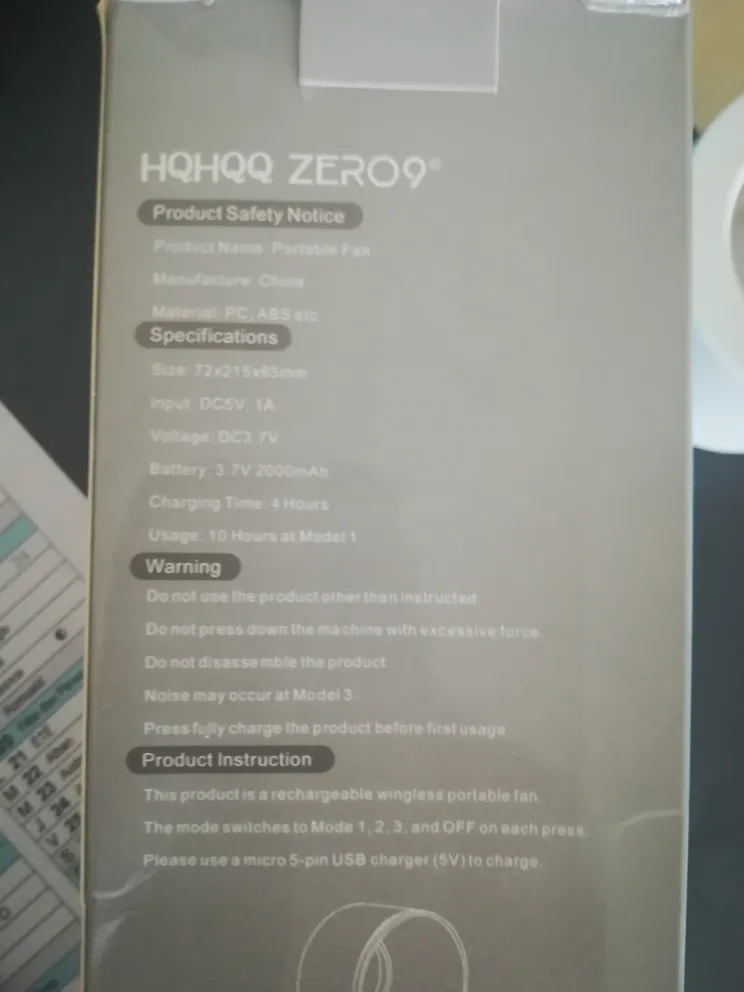 HQHQQ ZERO9®
Product Safety Notice
Product Name: Portable Fan
Manufacture: China
Material: PC, ABS etc
Specifications
Size: 72x215x65mm
Input: DC5V, 1A
Voltage: DC3.7V
Battery: 3.7V 2000mAh
Charging Time: 4 Hours
Usage: 10 Hours at Model 1
Warning
Do not use the product other than instructed
Do not press down the machine with excessive force
Do not disassemble the product
Noise may occur at Model 3.
Press fully charge the product before first usage
Product Instruction
This product is a rechargeable wingless portable fan
The mode switches to Mode 1, 2, 3, and OFF on each press.
Please use a micro 5-pin USB charger (5V) to charge.
21
22
23